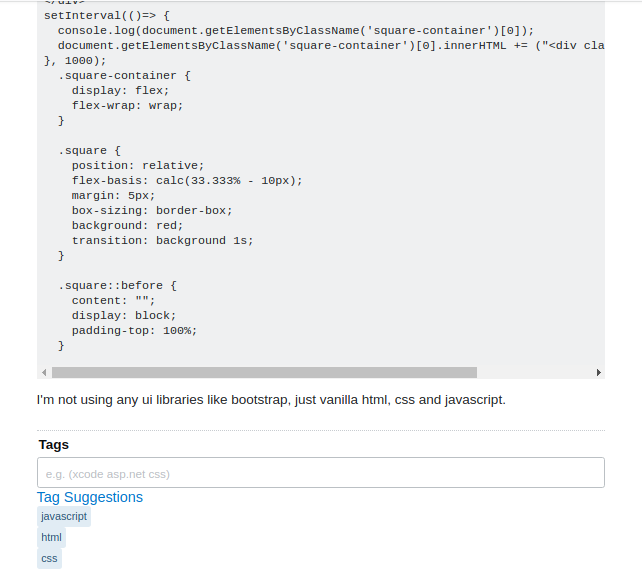 </div>
setInterval(()=> {
console.log(document.getElementsByClassName('square-container')[0]);
document.getElementsByClassName('square-container')[0].innerHTML += ("<div cla
}, 1000);
.square-container {
display: flex;
flex-wrap: wrap;
}
.square {
position: relative;
flex-basis: calc(33.333% - 10px);
margin: 5px;
box-sizing: border-box;
background: red;
transition: background 1s;
}
.square::before {
content: "";
display: block;
padding-top: 100%;
}
I'm not using any ui libraries like bootstrap, just vanilla html, css and javascript.
Tags
e.g. (xcode asp.net css)
Tag Suggestions
javascript
html
css